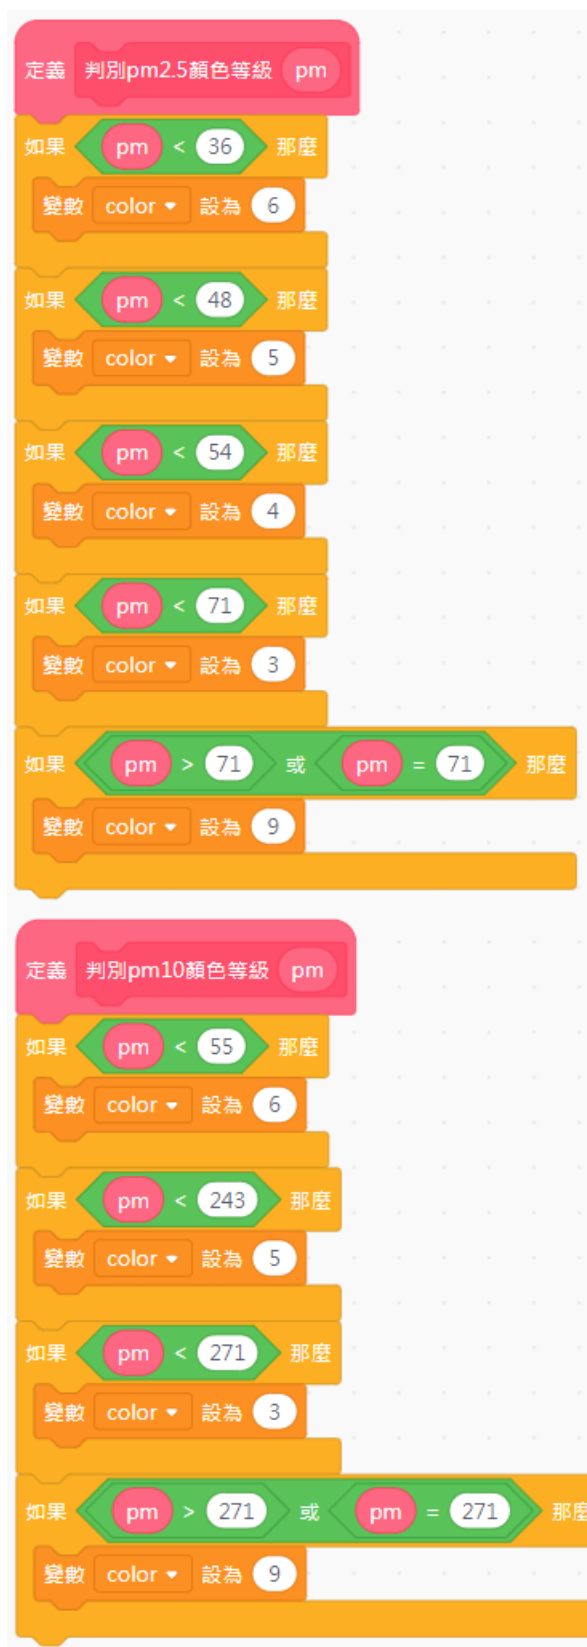 定義 判別pm2.5顏色等級 pm
如果 pm < 36 那麼
變數 color 設為 6
如果 pm < 48 那麼
變數 color 設為 5
如果 pm < 54 那麼
變數 color 設為 4
如果 pm < 71 那麼
變數 color 設為 3
如果 pm > 71 或 pm = 71 那麼
變數 color 設為 9
定義 判別pm10顏色等級 pm
如果 pm < 55 那麼
變數 color 設為 6
如果 pm < 243 那麼
變數 color 設為 5
如果 pm < 271 那麼
變數 color 設為 3
如果 pm > 271 或 pm = 271 那麼
變數 color 設為 9